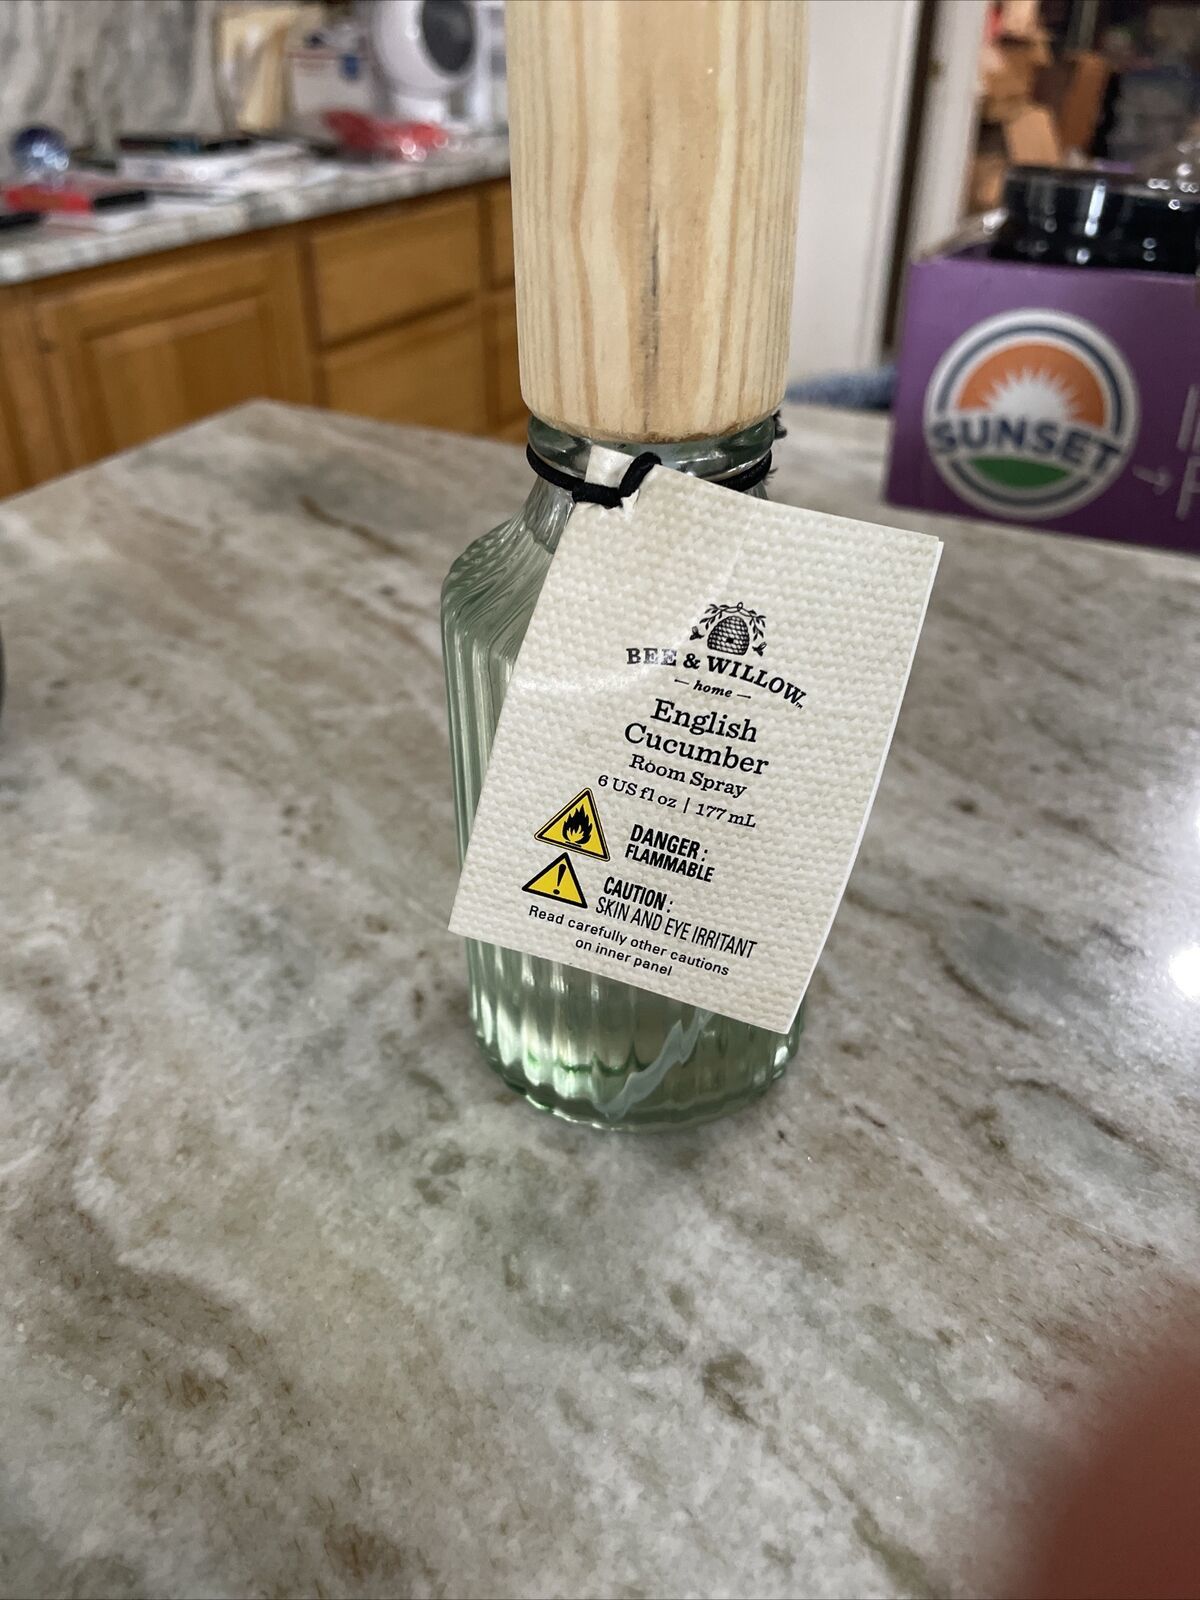 BEE & WILLOW™
— home —
English
Cucumber
Room Spray
6 US fl oz | 177 mL
DANGER:
FLAMMABLE
CAUTION:
SKIN AND EYE IRRITANT
Read carefully other cautions
on inner panel
SUNSET